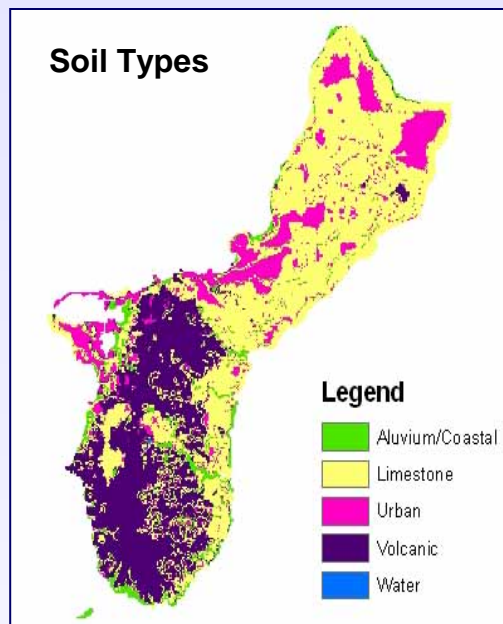 Soil Types
Legend
Aluvium/Coastal
Limestone
Urban
Volcanic
Water